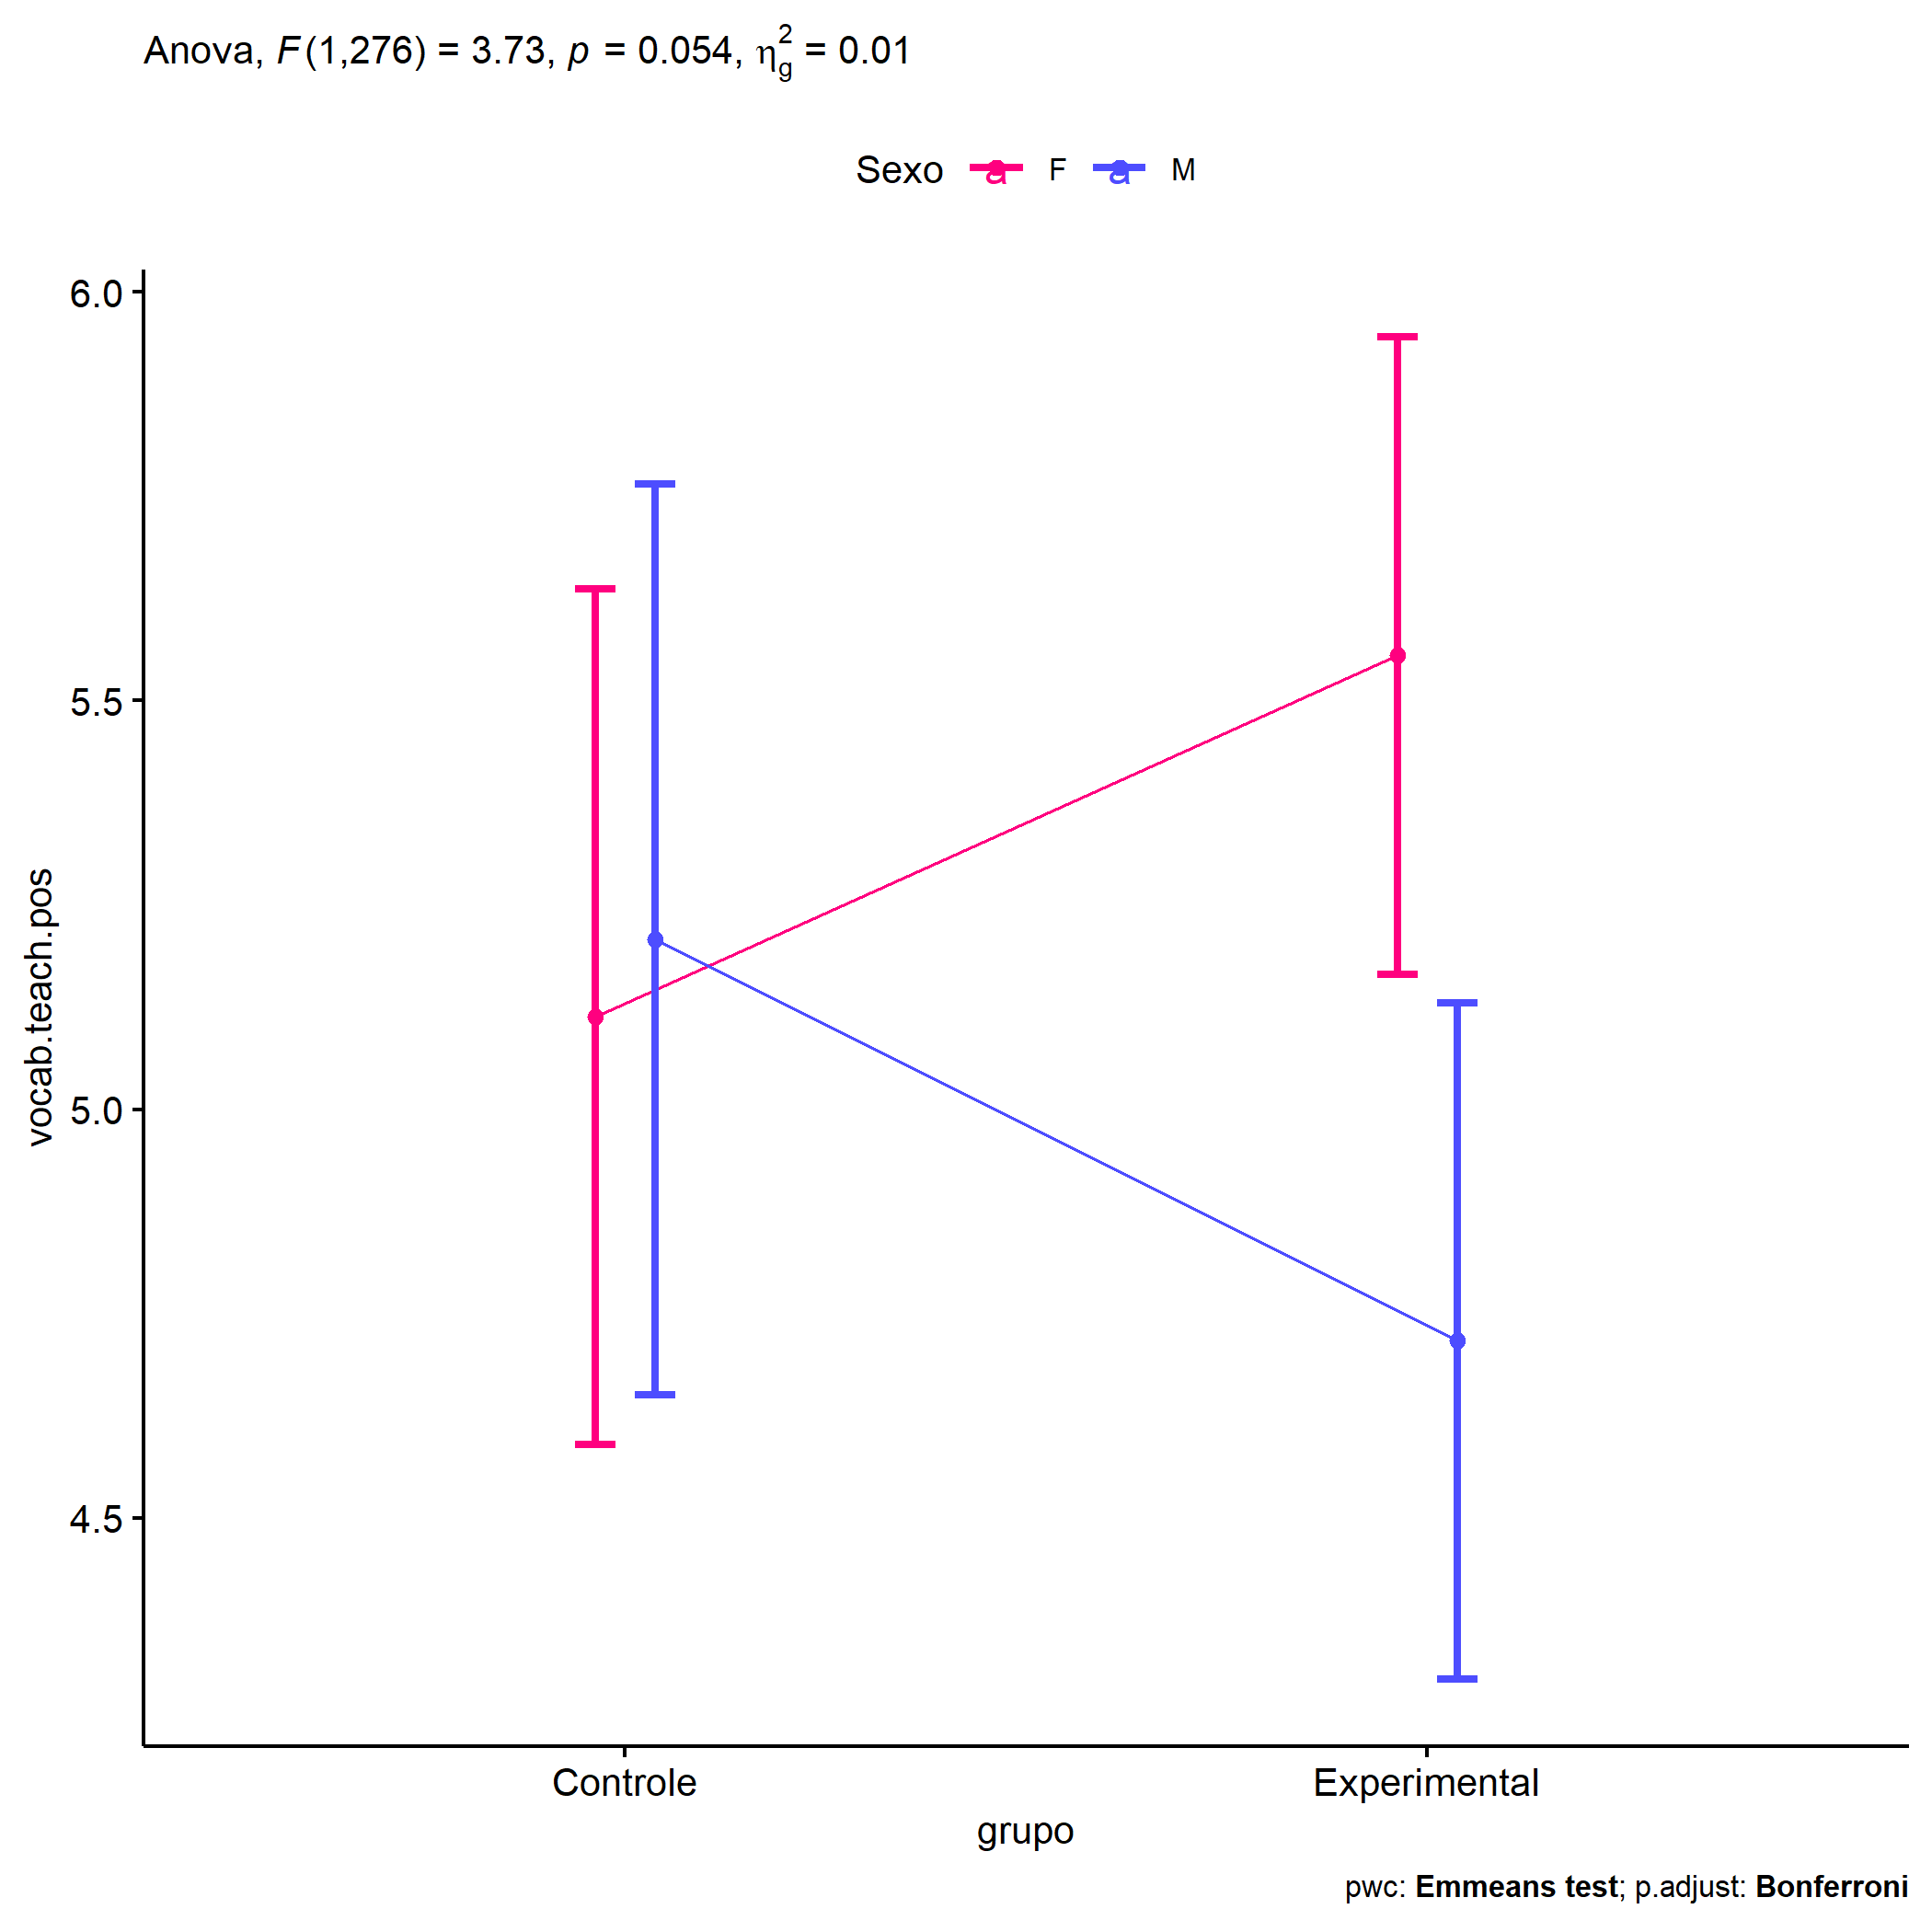 Anova, F(1,276) = 3.73, p = 0.054, η²g = 0.01
Sexo a F a M
6.0
5.5
5.0
4.5
vocab.teach.pos
Controle Experimental
grupo
pwc: Emmeans test; p.adjust: Bonferroni